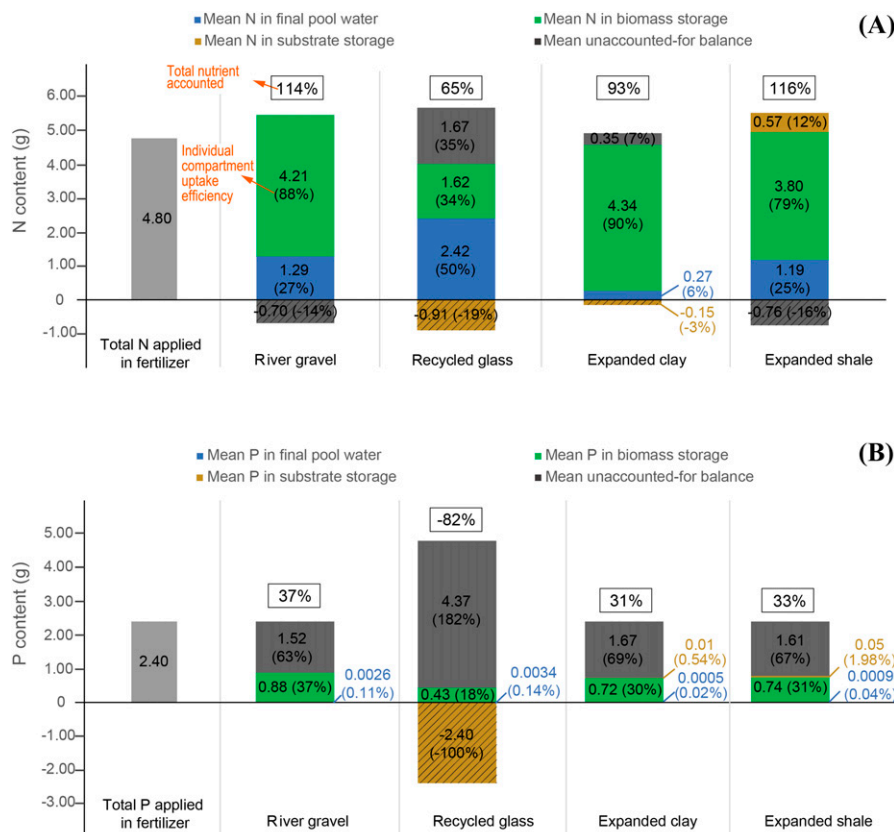 (A)
Mean N in final pool water
Mean N in biomass storage
Mean N in substrate storage
Mean unaccounted-for balance
Total nutrient
accounted
114%
65%
93%
116%
N content (g)
6.00
5.00
4.00
3.00
2.00
1.00
0
-1.00
Individual
compartment
uptake
efficiency
4.80
4.21
(88%)
1.29
(27%)
-0.70 (-14%)
1.67
(35%)
1.62
(34%)
2.42
(50%)
-0.91 (-19%)
0.35 (7%)
4.34
(90%)
0.27
(6%)
-0.15
(-3%)
0.57 (12%)
3.80
(79%)
1.19
(25%)
-0.76 (-16%)
Total N applied
in fertilizer
River gravel
Recycled glass
Expanded clay
Expanded shale
(B)
Mean P in final pool water
Mean P in biomass storage
Mean P in substrate storage
Mean unaccounted-for balance
37%
-82%
31%
33%
P content (g)
5.00
4.00
3.00
2.00
1.00
0
-1.00
-2.00
-3.00
2.40
1.52
(63%)
0.88 (37%)
0.0026
(0.11%)
4.37
(182%)
0.43 (18%)
0.0034
(0.14%)
-2.40
(-100%)
1.67
(69%)
0.72 (30%)
0.01
(0.54%)
0.0005
(0.02%)
1.61
(67%)
0.74 (31%)
0.05
(1.98%)
0.0009
(0.04%)
Total P applied
in fertilizer
River gravel
Recycled glass
Expanded clay
Expanded shale